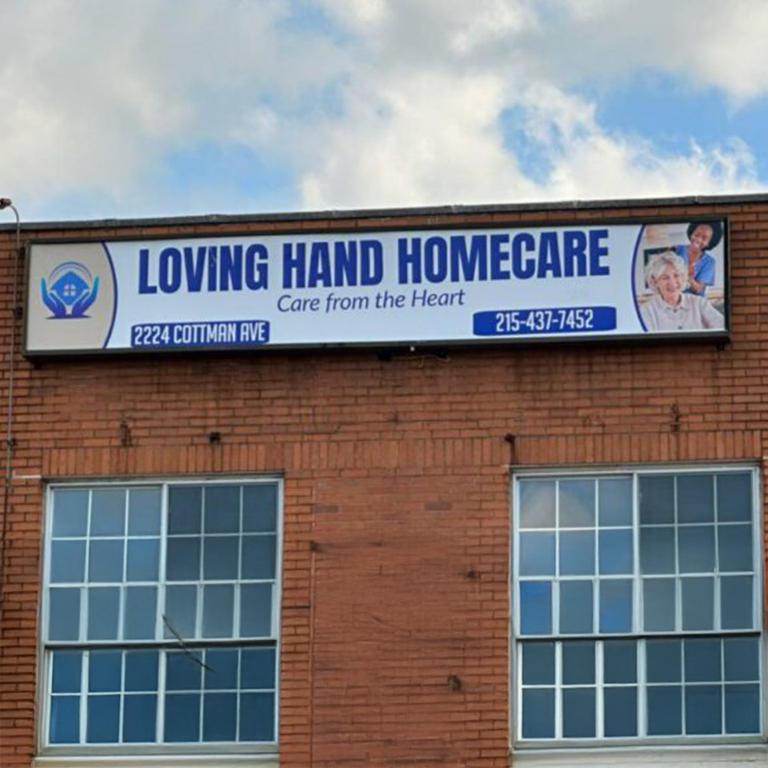 LOVING HAND HOMECARE
Care from the Heart
2224 COTTMAN AVE
215-437-7452